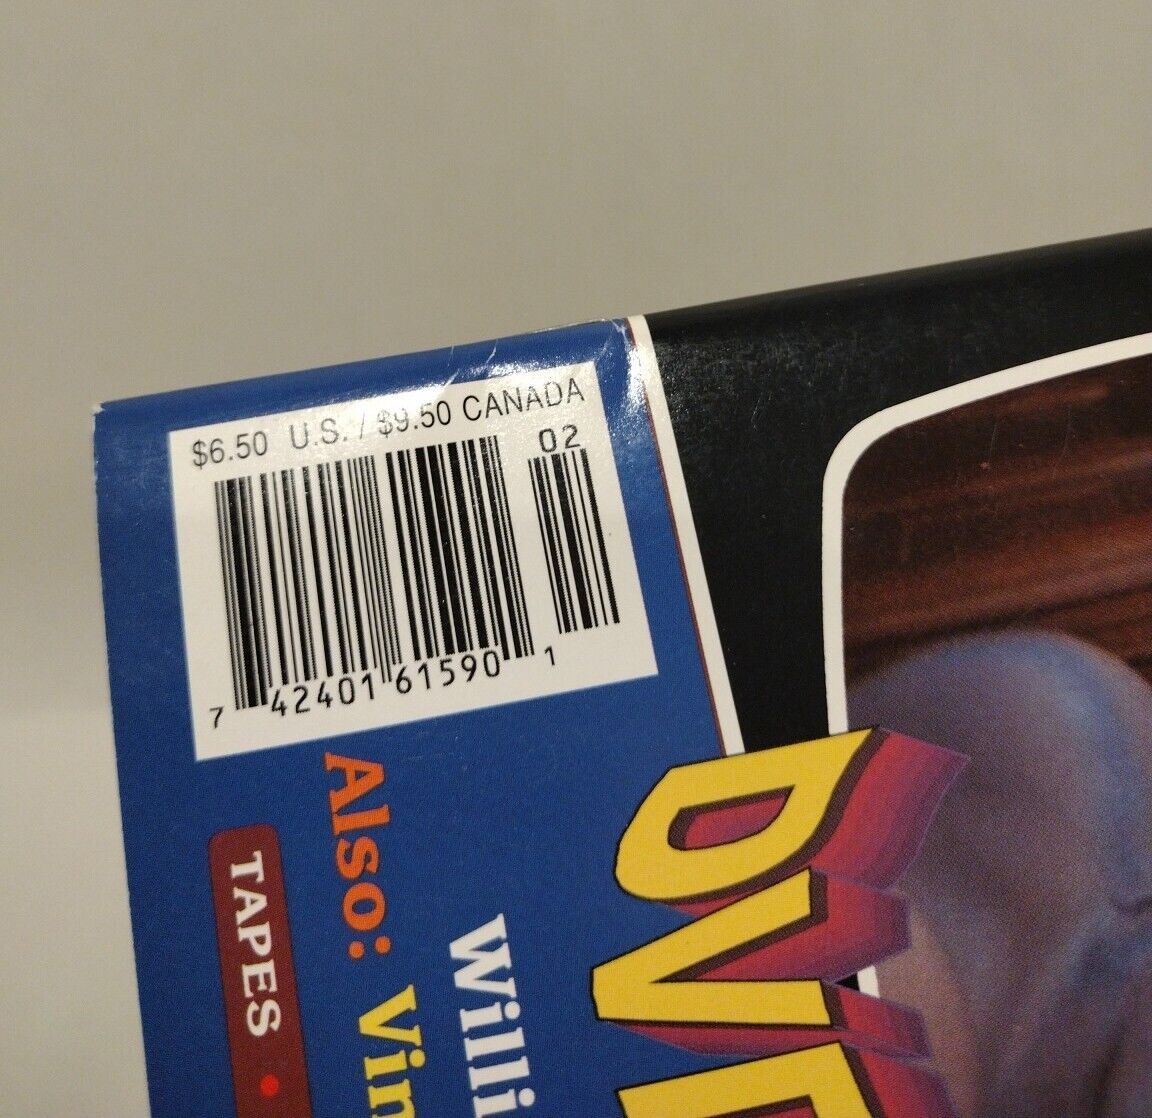 $6.50 U.S. / $9.50 CANADA
02
7 42401 61590 1
Also:
TAPES •